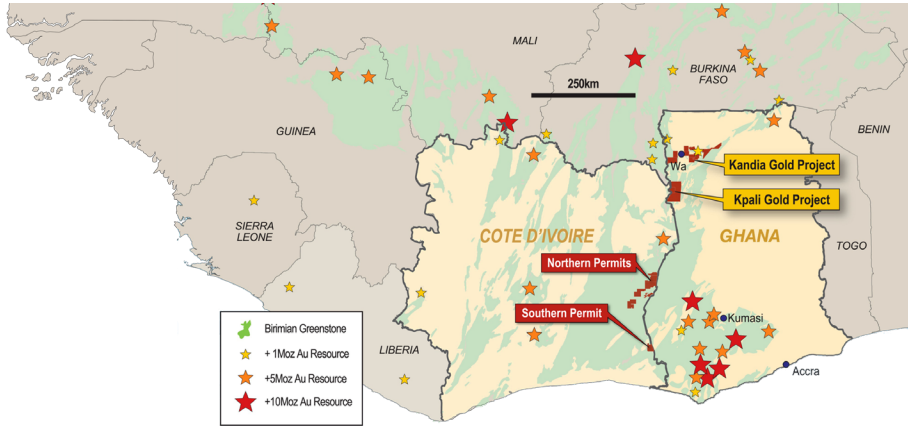 MALI
250km
BURKINA
FASO
GUINEA
BENIN
Wa
Kandia Gold Project
Kpali Gold Project
SIERRA
LEONE
COTE D'IVOIRE
GHANA
TOGO
Northern Permits
Southern Permit
Kumasi
LIBERIA
Accra
Birimian Greenstone
+ 1Moz Au Resource
+5Moz Au Resource
+10Moz Au Resource